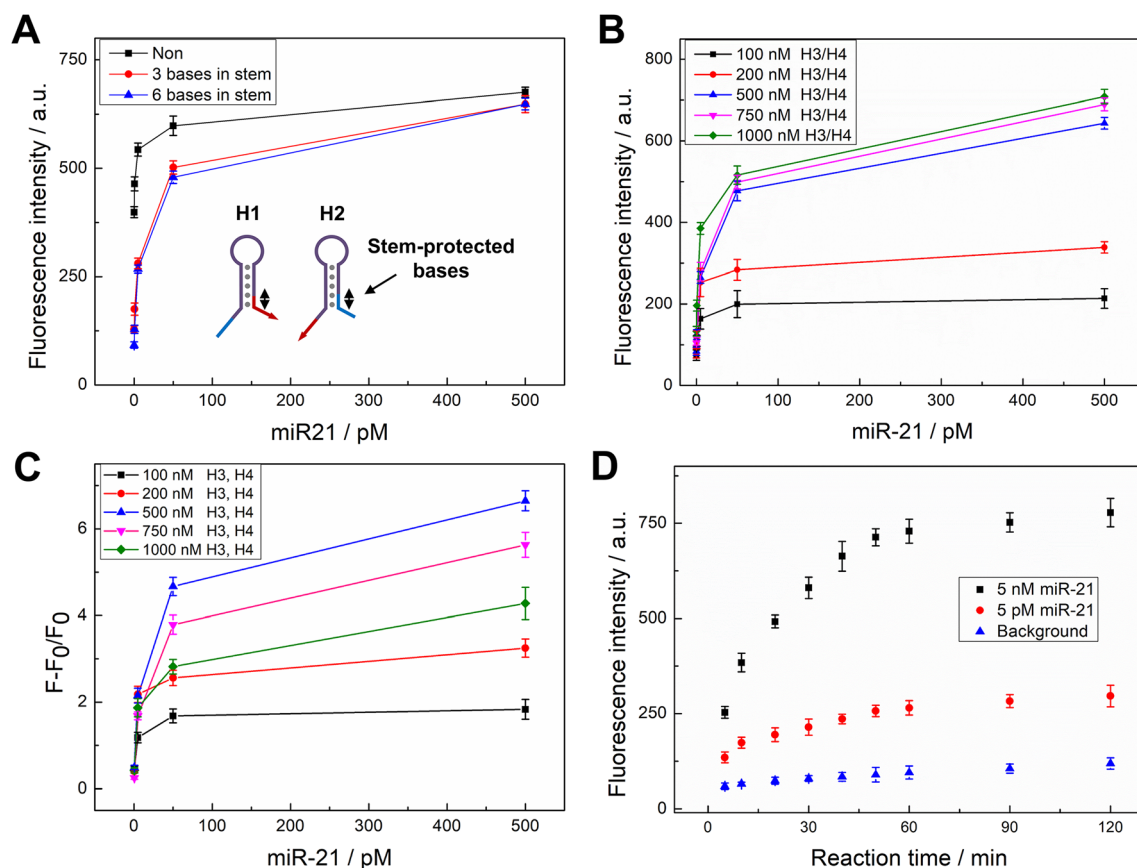 A
Non
3 bases in stem
6 bases in stem
H1
H2
Stem-protected
bases
750
500
250
0
0
100
200
300
400
500
Fluorescence intensity / a.u.
miR21 / pM
B
100 nM H3/H4
200 nM H3/H4
500 nM H3/H4
750 nM H3/H4
1000 nM H3/H4
800
600
400
200
0
0
100
200
300
400
500
Fluorescence intensity / a.u.
miR-21 / pM
C
100 nM H3, H4
200 nM H3, H4
500 nM H3, H4
750 nM H3, H4
1000 nM H3, H4
6
4
2
0
0
100
200
300
400
500
F-F0/F0
miR-21 / pM
D
5 nM miR-21
5 pM miR-21
Background
750
500
250
0
0
30
60
90
120
Fluorescence intensity / a.u.
Reaction time / min